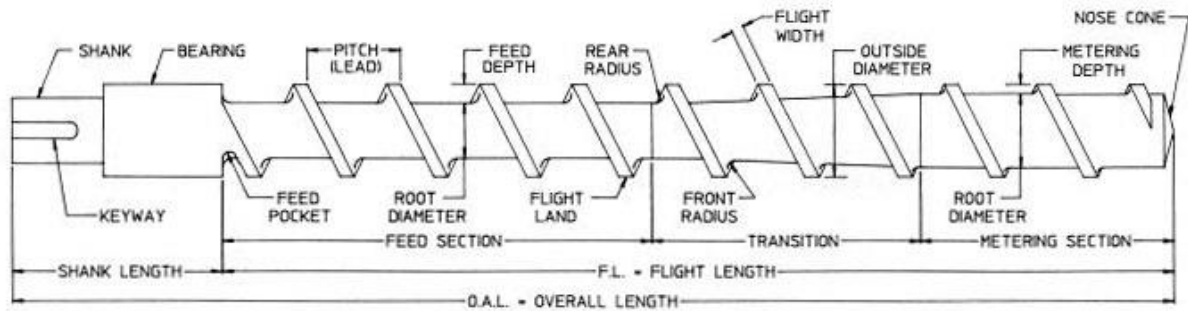 SHANK
BEARING
PITCH
(LEAD)
FEED
DEPTH
REAR
RADIUS
FLIGHT
WIDTH
OUTSIDE
DIAMETER
METERING
DEPTH
NOSE CONE
KEYWAY
FEED
POCKET
ROOT
DIAMETER
FLIGHT
LAND
FRONT
RADIUS
ROOT
DIAMETER
FEED SECTION
TRANSITION
METERING SECTION
SHANK LENGTH
F.L. = FLIGHT LENGTH
O.A.L. = OVERALL LENGTH